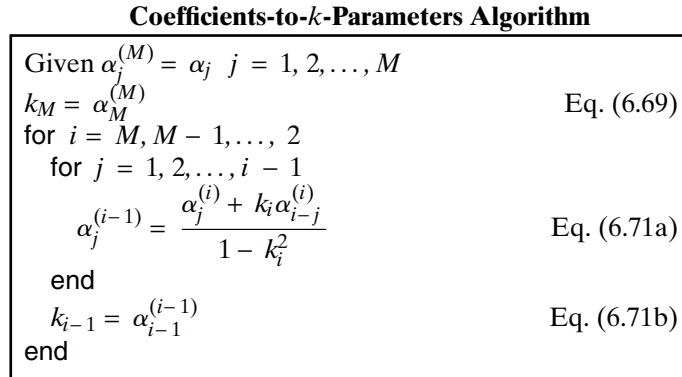 Coefficients-to-k-Parameters Algorithm
Given α_j^{(M)} = α_j  j = 1, 2, . . . , M
k_M = α_M^{(M)} Eq. (6.69)
for i = M, M − 1, . . . , 2
for j = 1, 2, . . . , i − 1
α_j^{(i−1)} = \frac{α_j^{(i)} + k_i α_{i−j}^{(i)}}{1 − k_i^2} Eq. (6.71a)
end
k_{i−1} = α_{i−1}^{(i−1)} Eq. (6.71b)
end